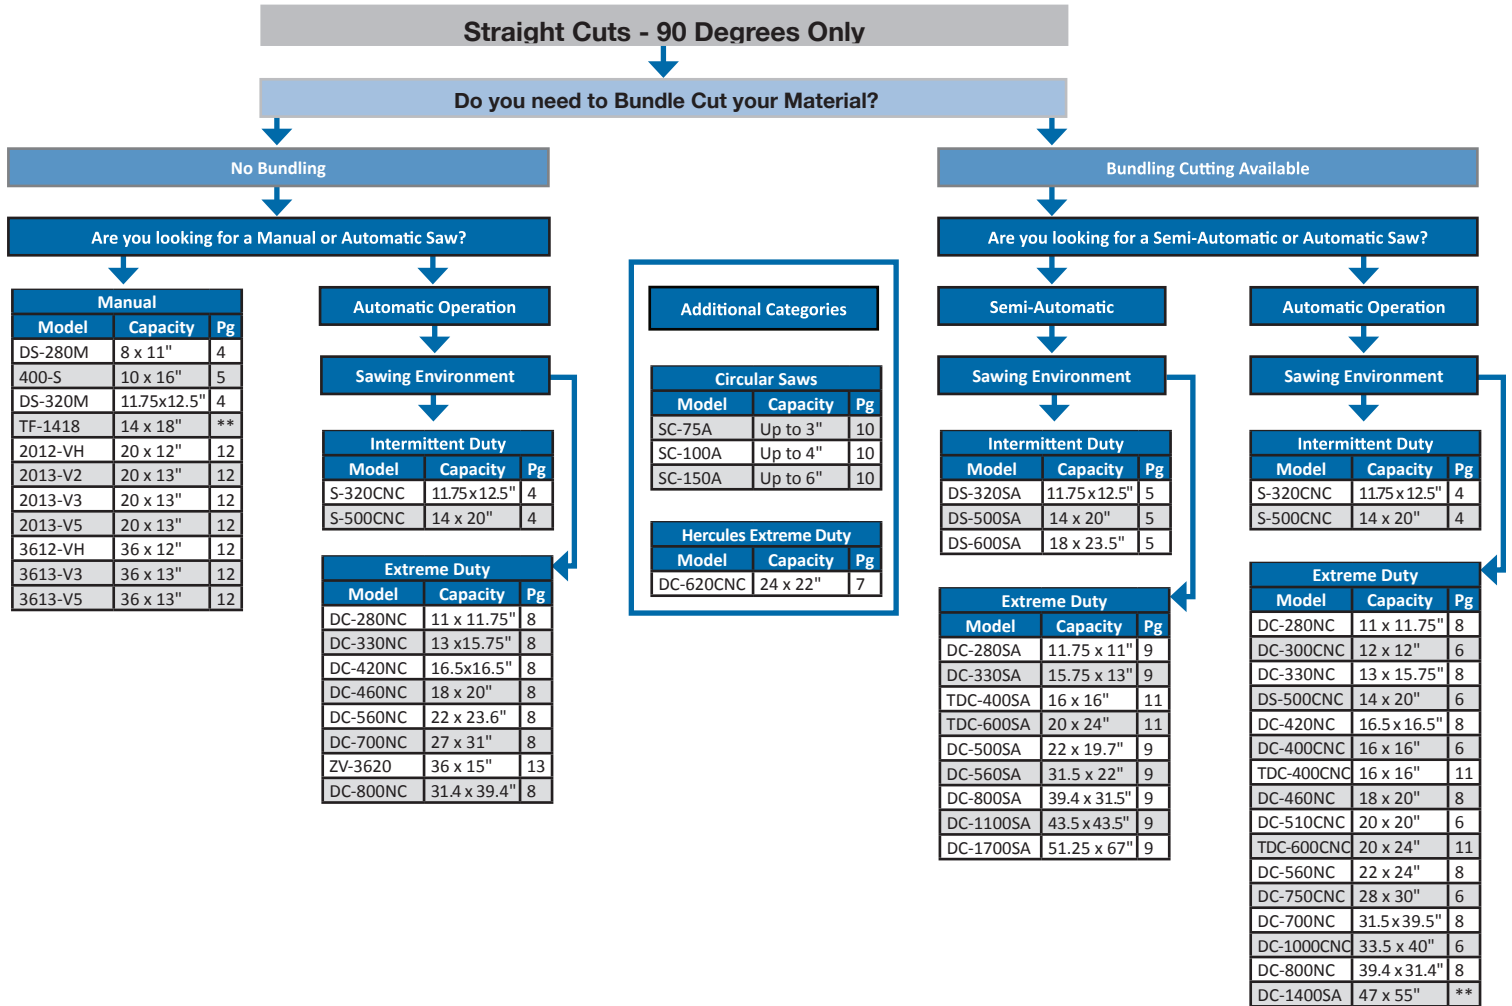 Straight Cuts - 90 Degrees Only
Do you need to Bundle Cut your Material?
No Bundling
Are you looking for a Manual or Automatic Saw?
Manual
Model Capacity Pg
DS-280M 8 x 11" 4
400-S 10 x 16" 5
DS-320M 11.75x12.5" 4
TF-1418 14 x 18" **
2012-VH 20 x 12" 12
2013-V2 20 x 13" 12
2013-V3 20 x 13" 12
2013-V5 20 x 13" 12
3612-VH 36 x 12" 12
3613-V3 36 x 13" 12
3613-V5 36 x 13" 12
Automatic Operation
Sawing Environment
Intermittent Duty
Model Capacity Pg
S-320CNC 11.75x12.5" 4
S-500CNC 14 x 20" 4
Extreme Duty
Model Capacity Pg
DC-280NC 11 x 11.75" 8
DC-330NC 13 x15.75" 8
DC-420NC 16.5x16.5" 8
DC-460NC 18 x 20" 8
DC-560NC 22 x 23.6" 8
DC-700NC 27 x 31" 8
ZV-3620 36 x 15" 13
DC-800NC 31.4 x 39.4" 8
Additional Categories
Circular Saws
Model Capacity Pg
SC-75A Up to 3" 10
SC-100A Up to 4" 10
SC-150A Up to 6" 10
Hercules Extreme Duty
Model Capacity Pg
DC-620CNC 24 x 22" 7
Bundling Cutting Available
Are you looking for a Semi-Automatic or Automatic Saw?
Semi-Automatic
Sawing Environment
Intermittent Duty
Model Capacity Pg
DS-320SA 11.75x12.5" 5
DS-500SA 14 x 20" 5
DS-600SA 18 x 23.5" 5
Extreme Duty
Model Capacity Pg
DC-280SA 11.75 x 11" 9
DC-330SA 15.75 x 13" 9
TDC-400SA 16 x 16" 11
TDC-600SA 20 x 24" 11
DC-500SA 22 x 19.7" 9
DC-560SA 31.5 x 22" 9
DC-800SA 39.4 x 31.5" 9
DC-1100SA 43.5 x 43.5" 9
DC-1700SA 51.25 x 67" 9
Automatic Operation
Sawing Environment
Intermittent Duty
Model Capacity Pg
S-320CNC 11.75 x 12.5" 4
S-500CNC 14 x 20" 4
Extreme Duty
Model Capacity Pg
DC-280NC 11 x 11.75" 8
DC-300CNC 12 x 12" 6
DC-330NC 13 x 15.75" 8
DS-500CNC 14 x 20" 6
DC-420NC 16.5 x 16.5" 8
DC-400CNC 16 x 16" 6
TDC-400CNC 16 x 16" 11
DC-460NC 18 x 20" 8
DC-510CNC 20 x 20" 6
TDC-600CNC 20 x 24" 11
DC-560NC 22 x 24" 8
DC-750CNC 28 x 30" 6
DC-700NC 31.5 x 39.5" 8
DC-1000CNC 33.5 x 40" 6
DC-800NC 39.4 x 31.4" 8
DC-1400SA 47 x 55" **